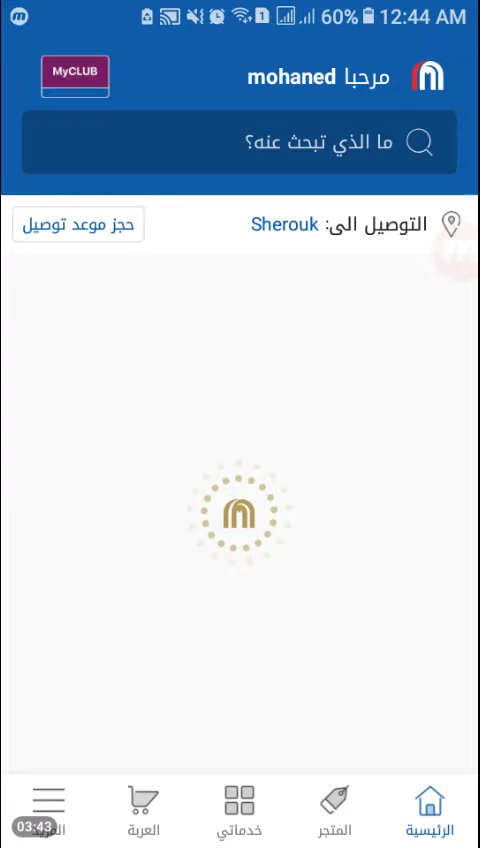 60% 12:44 AM
مرحبا mohaned
MyCLUB
ما الذي تبحث عنه؟
التوصيل الى: Sherouk
حجز موعد توصيل
الرئيسية
المتجر
خدماتي
العربة
المزيد
03:43